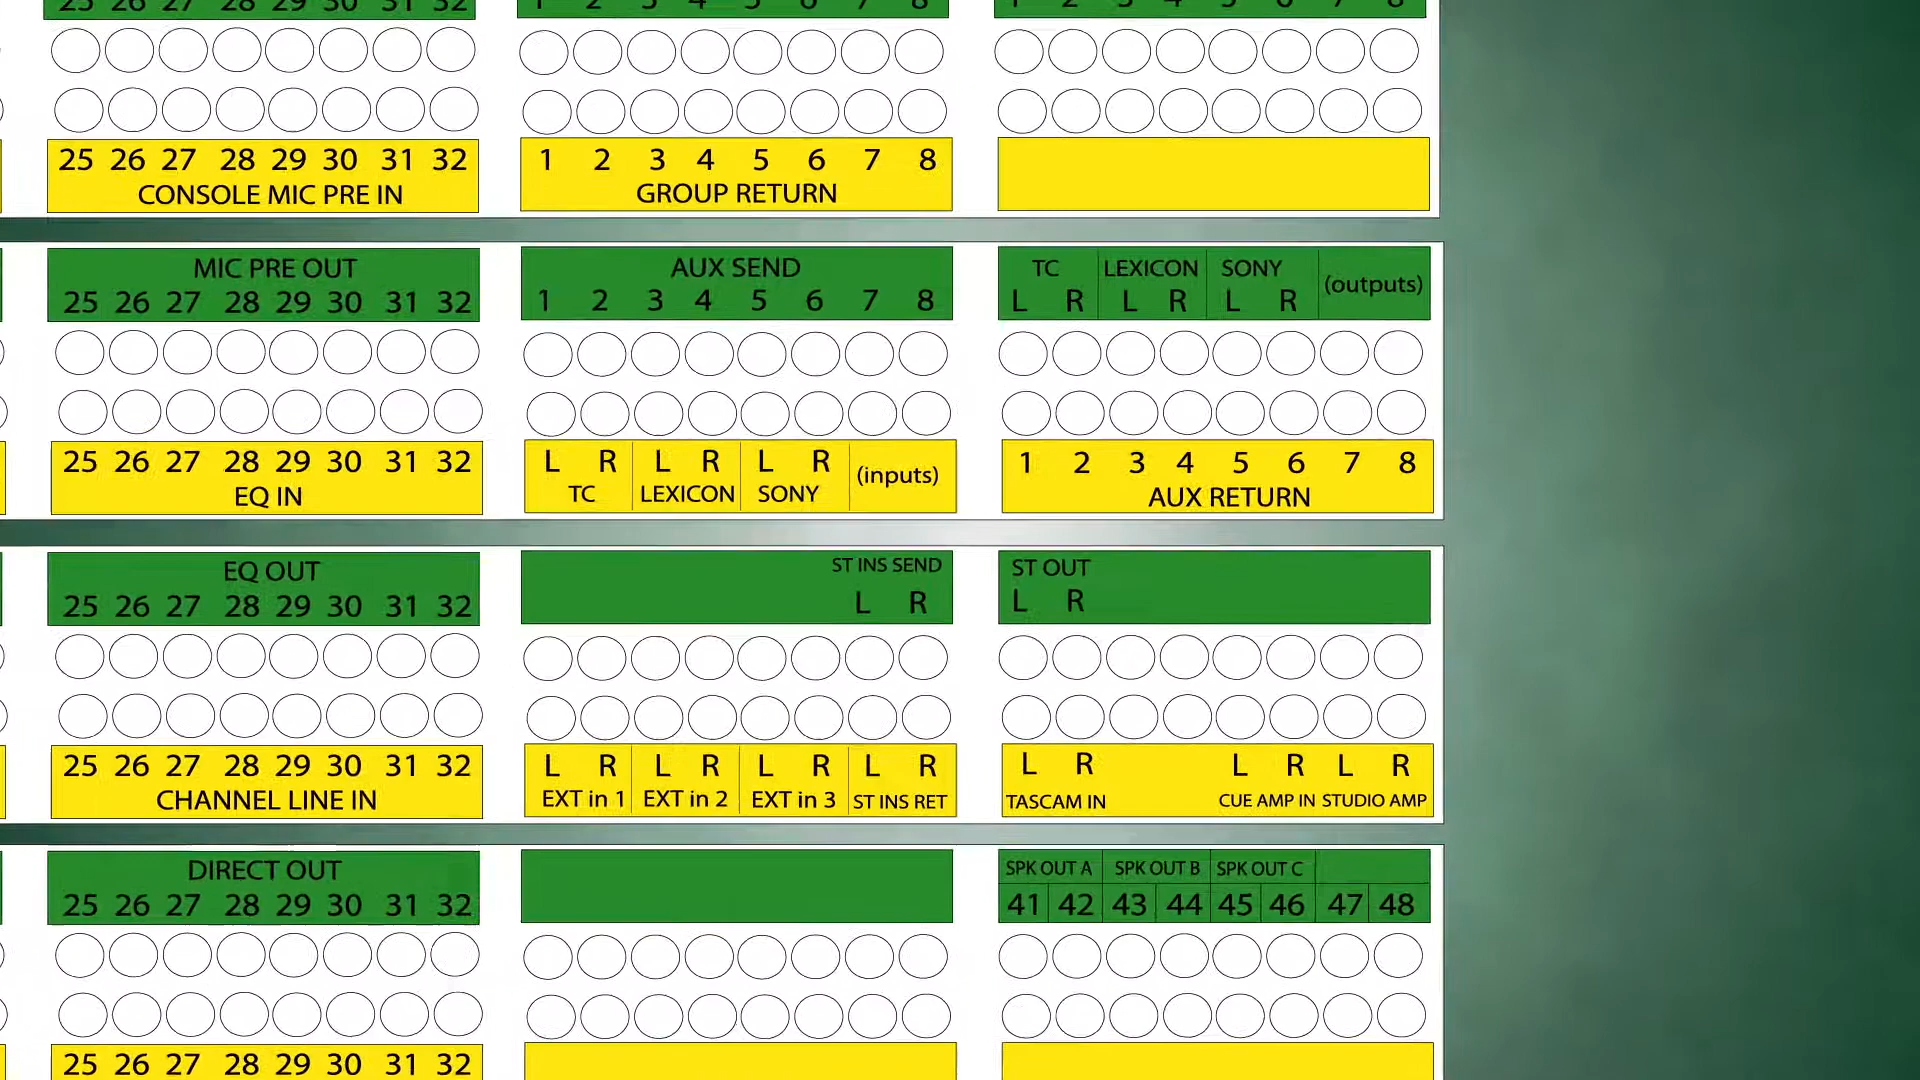 25 26 27 28 29 30 31 32
1 2 3 4 5 6 7 8
1 2 3 4 5 6 7 8
25 26 27 28 29 30 31 32
CONSOLE MIC PRE IN
1 2 3 4 5 6 7 8
GROUP RETURN
MIC PRE OUT
25 26 27 28 29 30 31 32
AUX SEND
1 2 3 4 5 6 7 8
TC LEXICON SONY (outputs)
L R L R L R
25 26 27 28 29 30 31 32
EQ IN
L R L R L R (inputs)
TC LEXICON SONY
1 2 3 4 5 6 7 8
AUX RETURN
EQ OUT
25 26 27 28 29 30 31 32
ST INS SEND
L R
ST OUT
L R
25 26 27 28 29 30 31 32
CHANNEL LINE IN
L R L R L R L R
EXT in 1 EXT in 2 EXT in 3 ST INS RET
L R L R L R
TASCAM IN CUE AMP IN STUDIO AMP
DIRECT OUT
25 26 27 28 29 30 31 32
SPK OUT A SPK OUT B SPK OUT C
41 42 43 44 45 46 47 48
25 26 27 28 29 30 31 32